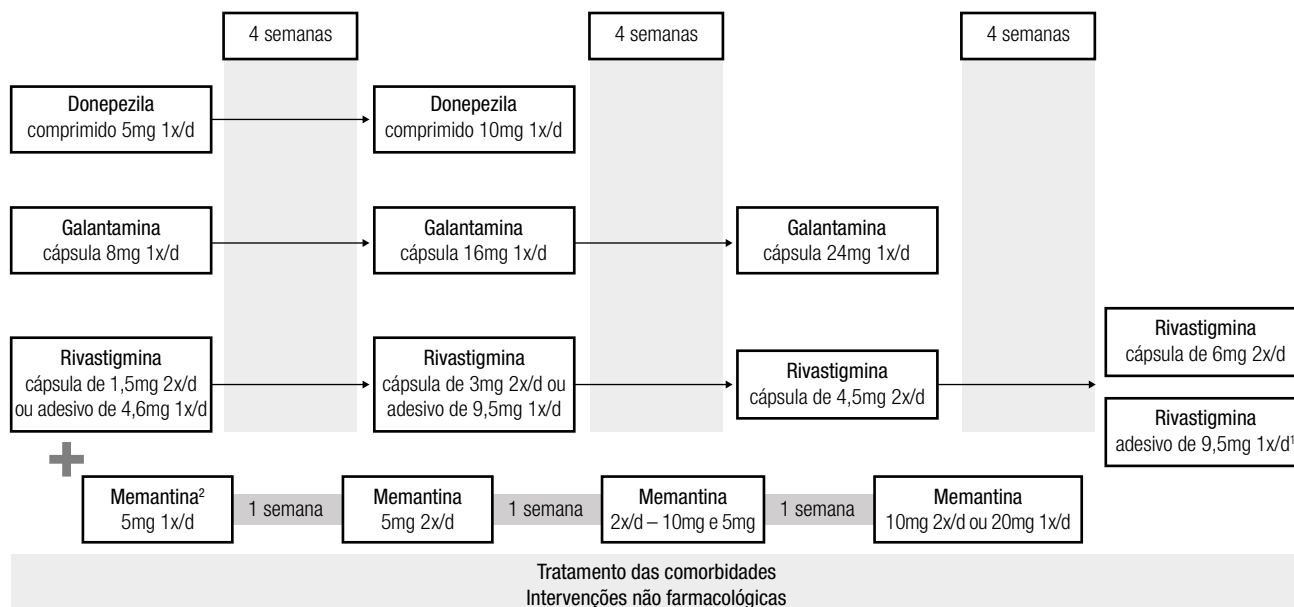 4 semanas
4 semanas
4 semanas
Donepezila
comprimido 5mg 1x/d
Donepezila
comprimido 10mg 1x/d
Galantamina
cápsula 8mg 1x/d
Galantamina
cápsula 16mg 1x/d
Galantamina
cápsula 24mg 1x/d
Rivastigmina
cápsula de 1,5mg 2x/d
ou adesivo de 4,6mg 1x/d
Rivastigmina
cápsula de 3mg 2x/d ou
adesivo de 9,5mg 1x/d
Rivastigmina
cápsula de 4,5mg 2x/d
Rivastigmina
cápsula de 6mg 2x/d
Rivastigmina
adesivo de 9,5mg 1x/d¹
+
Memantina²
5mg 1x/d
1 semana
Memantina
5mg 2x/d
1 semana
Memantina
2x/d – 10mg e 5mg
1 semana
Memantina
10mg 2x/d ou 20mg 1x/d
Tratamento das comorbidades
Intervenções não farmacológicas